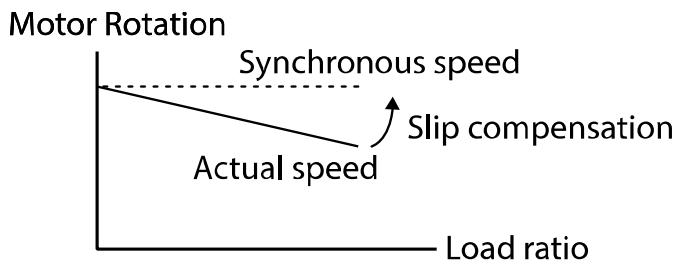 Motor Rotation
Synchronous speed
Slip compensation
Actual speed
Load ratio